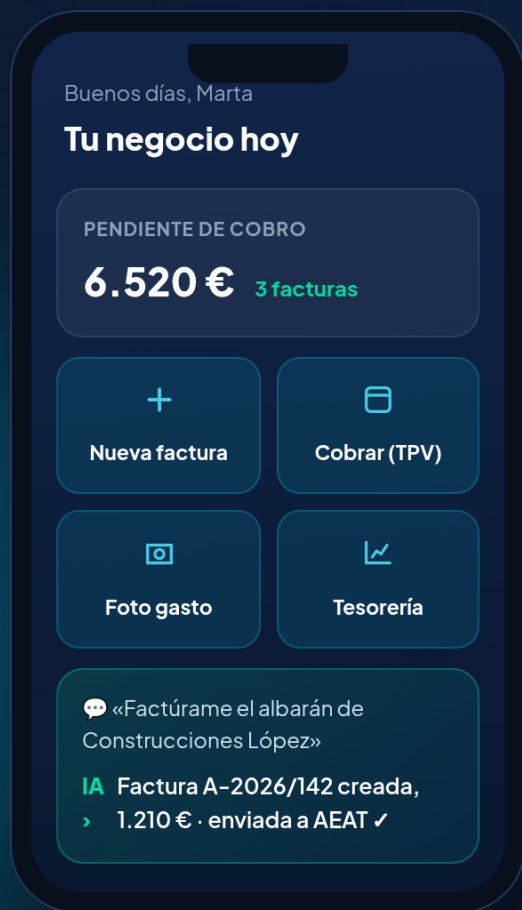 Buenos días, Marta
Tu negocio hoy
PENDIENTE DE COBRO
6.520 € 3 facturas
Nueva factura
Cobrar (TPV)
Foto gasto
Tesorería
💬 «Factúrame el albarán de
Construcciones López»
IA Factura A-2026/142 creada,
› 1.210 € · enviada a AEAT ✓